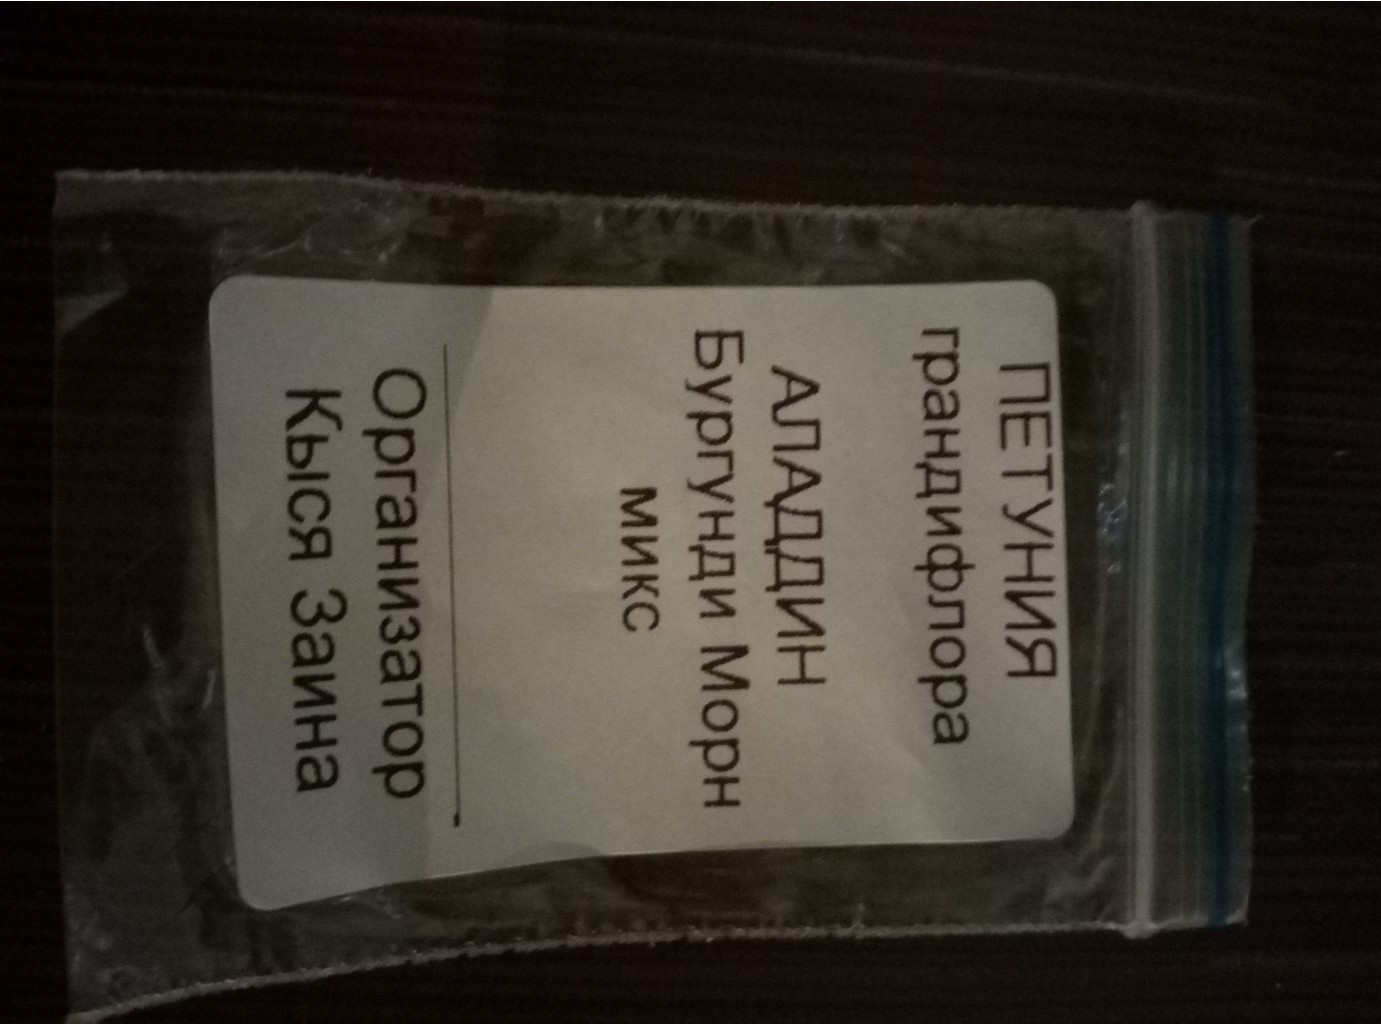 ПЕТУНИЯ
грандифлора
АЛАДДИН
Бургунди Морн
микс
Организатор
Кыся Заина